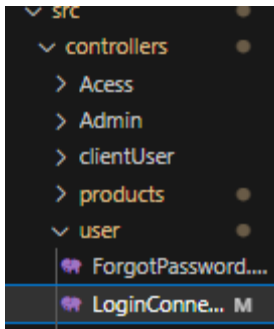 src
controllers
Acess
Admin
clientUser
products
user
ForgotPassword....
LoginConne... M